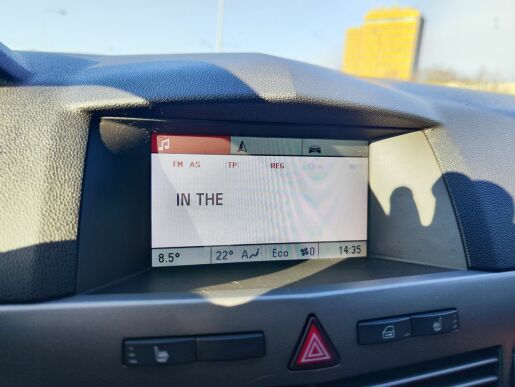 FM AS TP REG
IN THE
8.5° 22° A Eco 0 14:35